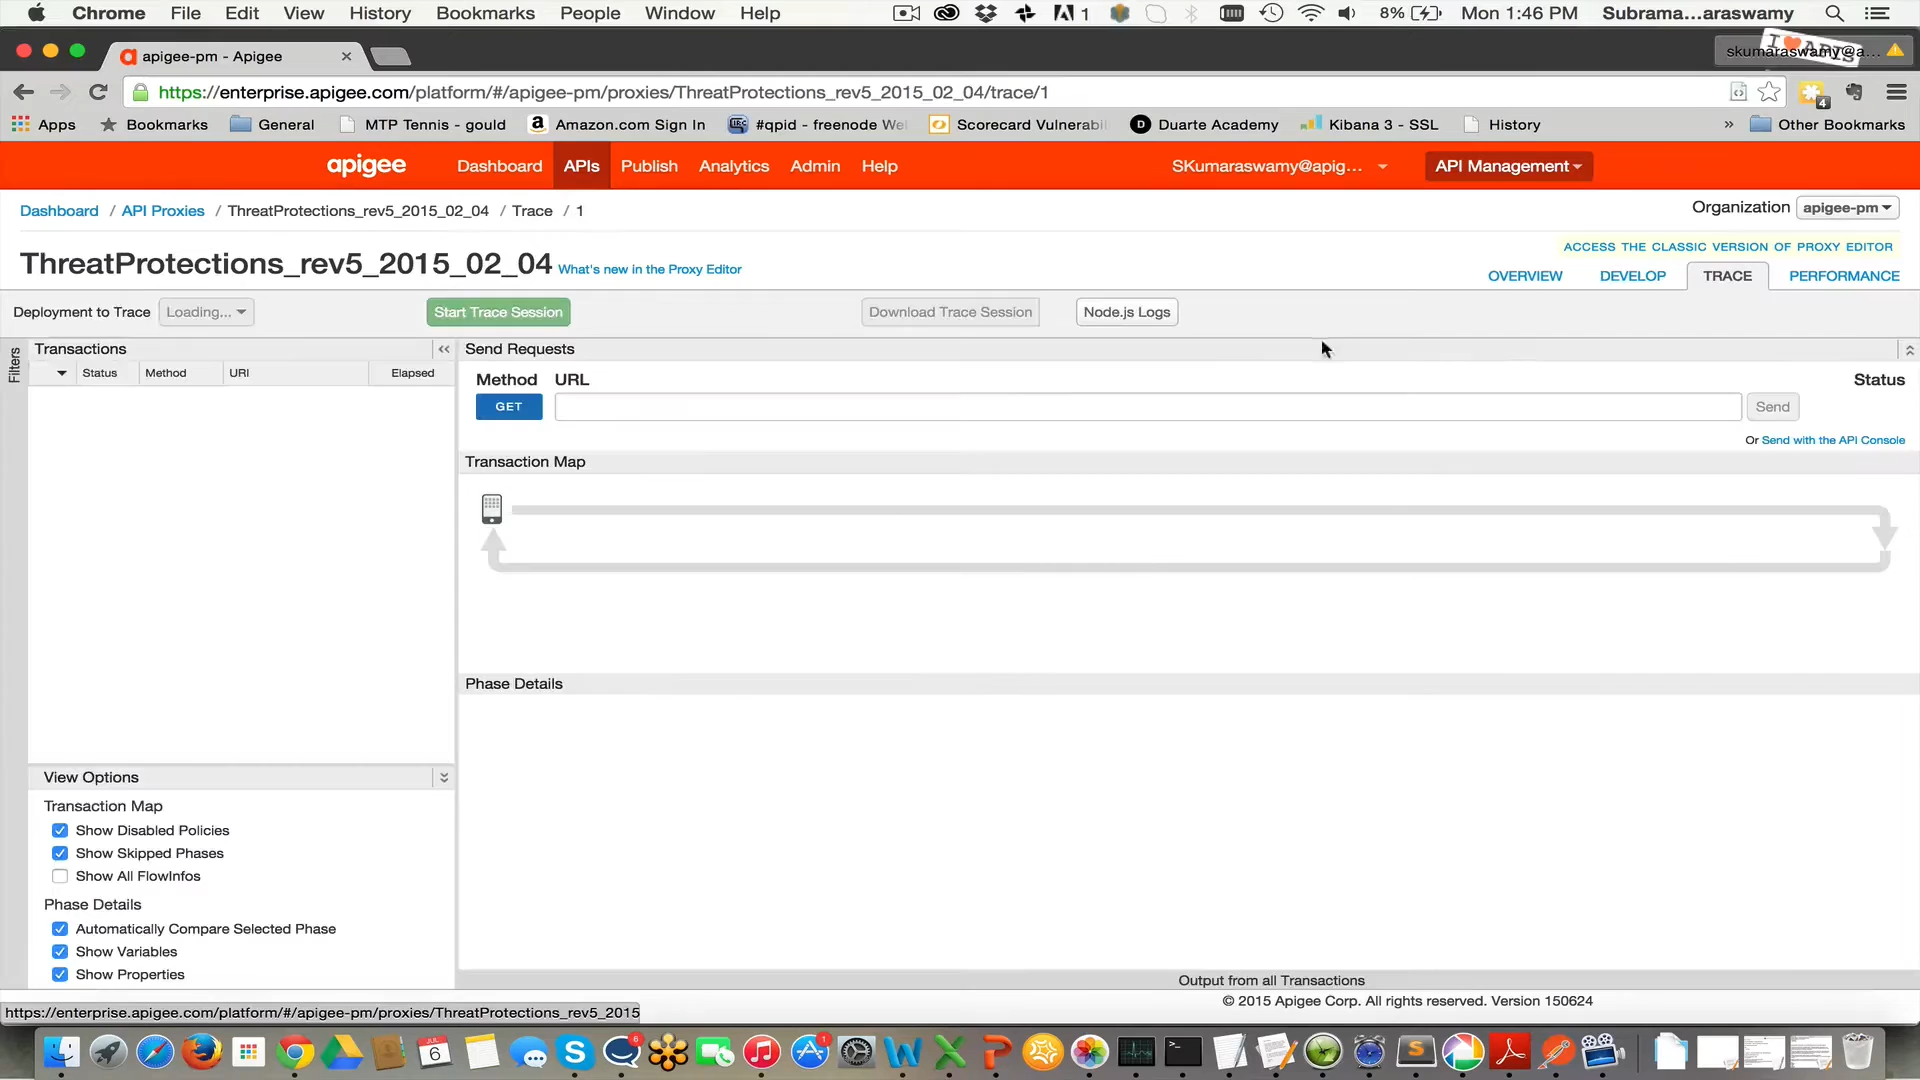 Chrome File Edit View History Bookmarks People Window Help 1 8% Mon 1:46 PM Subrama...araswamy
apigee-pm - Apigee
skumaraswamy@a...
https://enterprise.apigee.com/platform/#/apigee-pm/proxies/ThreatProtections_rev5_2015_02_04/trace/1 4
Apps Bookmarks General MTP Tennis - gould Amazon.com Sign In #qpid - freenode We Scorecard Vulnerabil Duarte Academy Kibana 3 - SSL History » Other Bookmarks
apigee Dashboard APIs Publish Analytics Admin Help SKumaraswamy@apig... API Management
Dashboard / API Proxies / ThreatProtections_rev5_2015_02_04 / Trace / 1 Organization apigee-pm
ACCESS THE CLASSIC VERSION OF PROXY EDITOR
ThreatProtections_rev5_2015_02_04 What's new in the Proxy Editor
OVERVIEW DEVELOP TRACE PERFORMANCE
Deployment to Trace Loading... Start Trace Session Download Trace Session Node.js Logs
Filters
Transactions Send Requests
Status Method URI Elapsed
Method URL Status
GET Send
Or Send with the API Console
Transaction Map
Phase Details
View Options
Transaction Map
Show Disabled Policies
Show Skipped Phases
Show All FlowInfos
Phase Details
Automatically Compare Selected Phase
Show Variables
Show Properties
Output from all Transactions
© 2015 Apigee Corp. All rights reserved. Version 150624
https://enterprise.apigee.com/platform/#/apigee-pm/proxies/ThreatProtections_rev5_2015
JUL
6
6
1